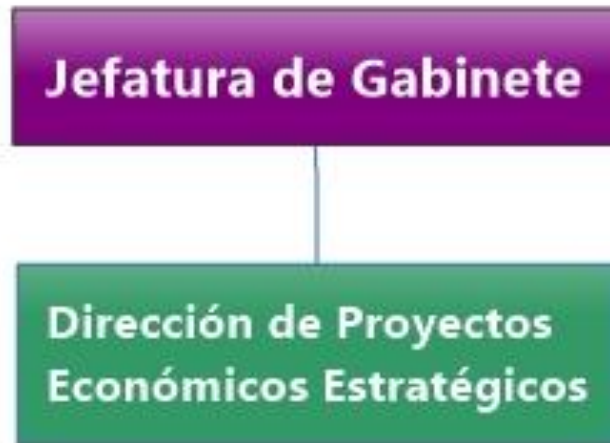 Jefatura de Gabinete
Dirección de Proyectos
Económicos Estratégicos